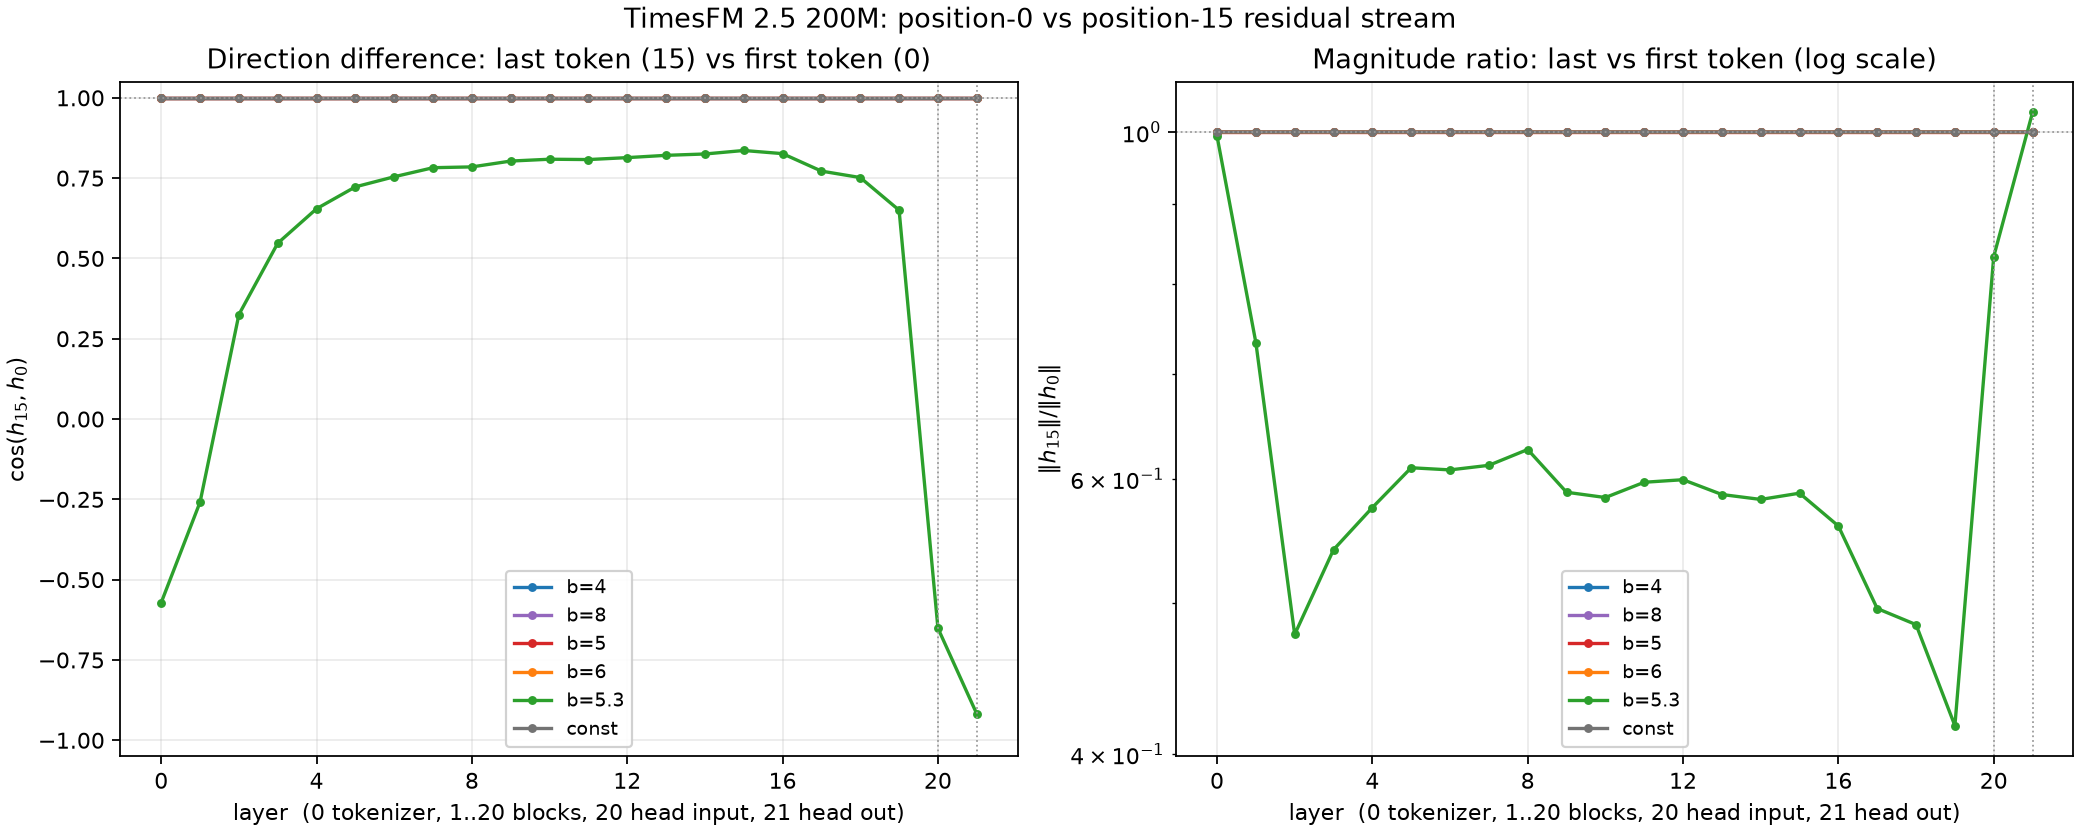 TimesFM 2.5 200M: position-0 vs position-15 residual stream
Direction difference: last token (15) vs first token (0)
cos(h₁₅, h₀)
1.00
0.75
0.50
0.25
0.00
−0.25
−0.50
−0.75
−1.00
b=4
b=8
b=5
b=6
b=5.3
const
0 4 8 12 16 20
layer (0 tokenizer, 1..20 blocks, 20 head input, 21 head out)
Magnitude ratio: last vs first token (log scale)
‖h₁₅‖/‖h₀‖
10⁰
6 × 10⁻¹
4 × 10⁻¹
b=4
b=8
b=5
b=6
b=5.3
const
0 4 8 12 16 20
layer (0 tokenizer, 1..20 blocks, 20 head input, 21 head out)